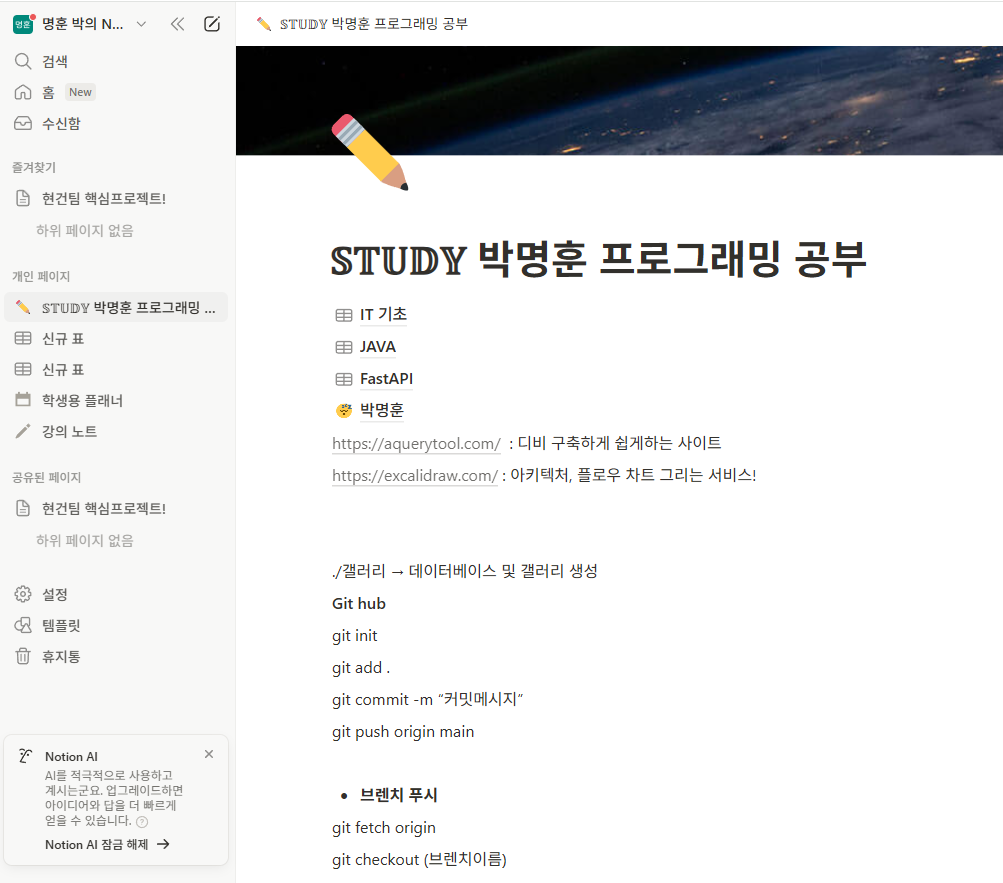 명훈
명훈 박의 N...
검색
홈 New
수신함
즐겨찾기
현건팀 핵심프로젝트!
하위 페이지 없음
개인 페이지
𝕊𝕋𝕌𝔻𝕐 박명훈 프로그래밍 ...
신규 표
신규 표
학생용 플래너
강의 노트
공유된 페이지
현건팀 핵심프로젝트!
하위 페이지 없음
설정
템플릿
휴지통
Notion AI
AI를 적극적으로 사용하고
계시는군요. 업그레이드하면
아이디어와 답을 더 빠르게
얻을 수 있습니다. ?
Notion AI 잠금 해제 →
𝕊𝕋𝕌𝔻𝕐 박명훈 프로그래밍 공부
𝕊𝕋𝕌𝔻𝕐 박명훈 프로그래밍 공부
IT 기초
JAVA
FastAPI
박명훈
https://aquerytool.com/ : 디비 구축하게 쉽게하는 사이트
https://excalidraw.com/ : 아키텍처, 플로우 차트 그리는 서비스!
./갤러리 → 데이터베이스 및 갤러리 생성
Git hub
git init
git add .
git commit -m “커밋메시지”
git push origin main
• 브렌치 푸시
git fetch origin
git checkout (브렌치이름)